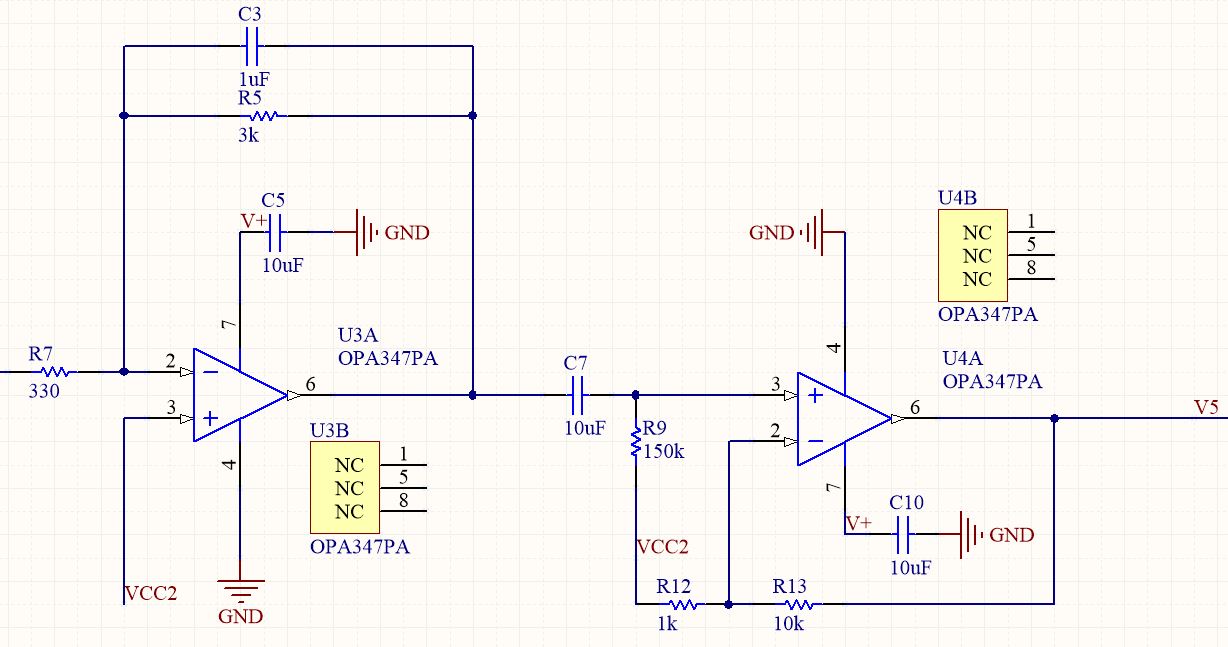 C3
1uF
R5
3k
C5
V+
GND
10uF
7
U3A
OPA347PA
R7
330
2
3
6
4
U3B
NC 1
NC 5
NC 8
OPA347PA
VCC2
GND
C7
10uF
R9
150k
GND
4
U4B
NC 1
NC 5
NC 8
OPA347PA
U4A
OPA347PA
3
2
6
V5
7
V+
C10
GND
10uF
VCC2
R12
1k
R13
10k